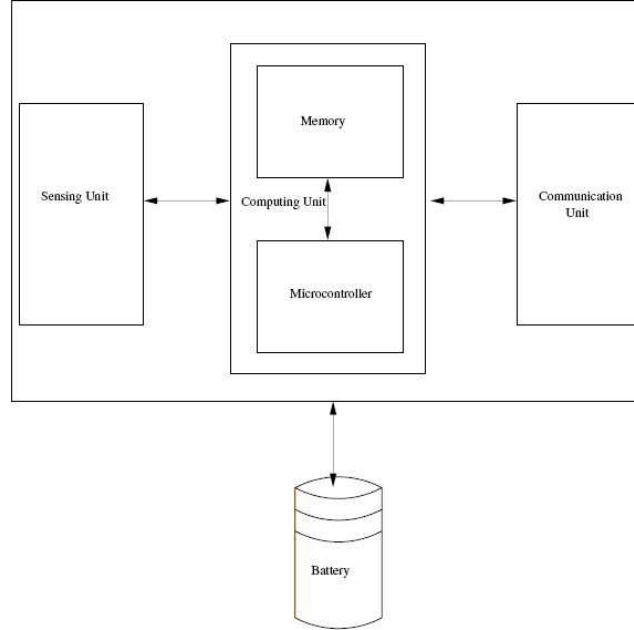 Memory
Sensing Unit
Computing Unit
Communication
Unit
Microcontroller
Battery